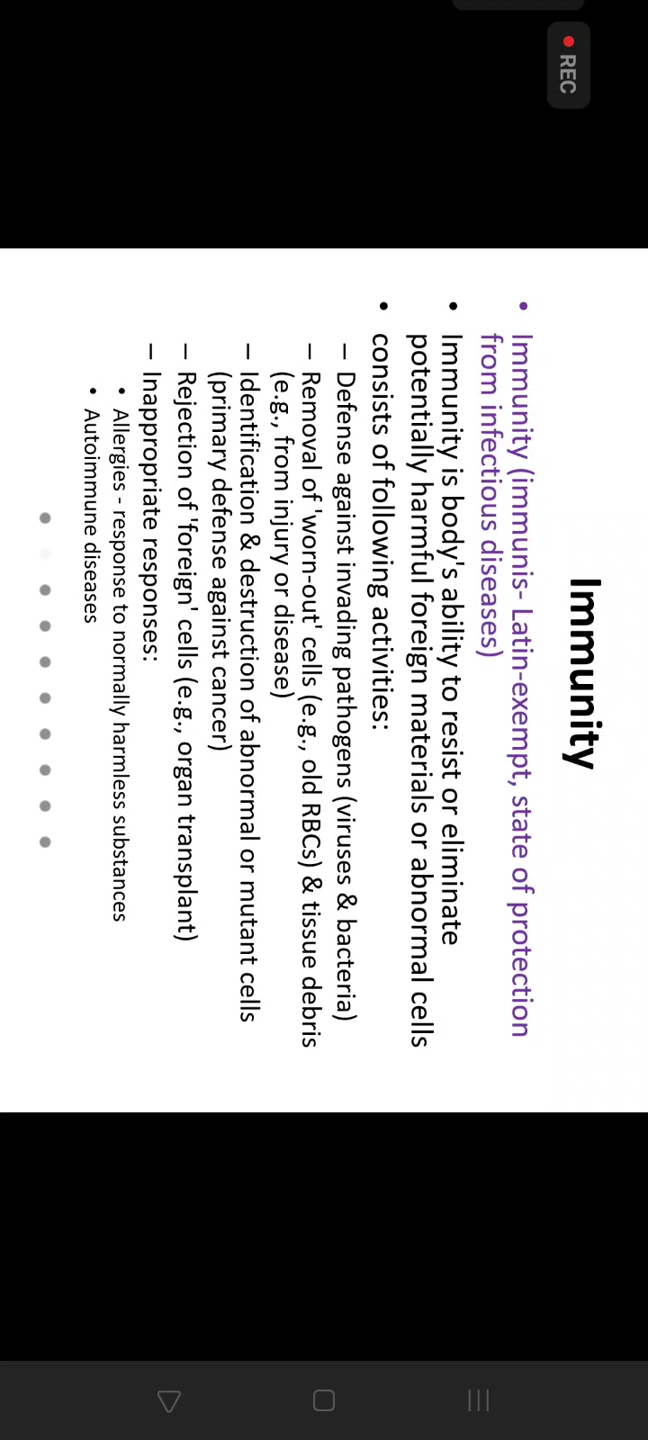 REC
Immunity
• Immunity (immunis- Latin-exempt, state of protection
from infectious diseases)
• Immunity is body's ability to resist or eliminate
potentially harmful foreign materials or abnormal cells
• consists of following activities:
– Defense against invading pathogens (viruses & bacteria)
– Removal of 'worn-out' cells (e.g., old RBCs) & tissue debris
(e.g., from injury or disease)
– Identification & destruction of abnormal or mutant cells
(primary defense against cancer)
– Rejection of 'foreign' cells (e.g., organ transplant)
– Inappropriate responses:
• Allergies - response to normally harmless substances
• Autoimmune diseases